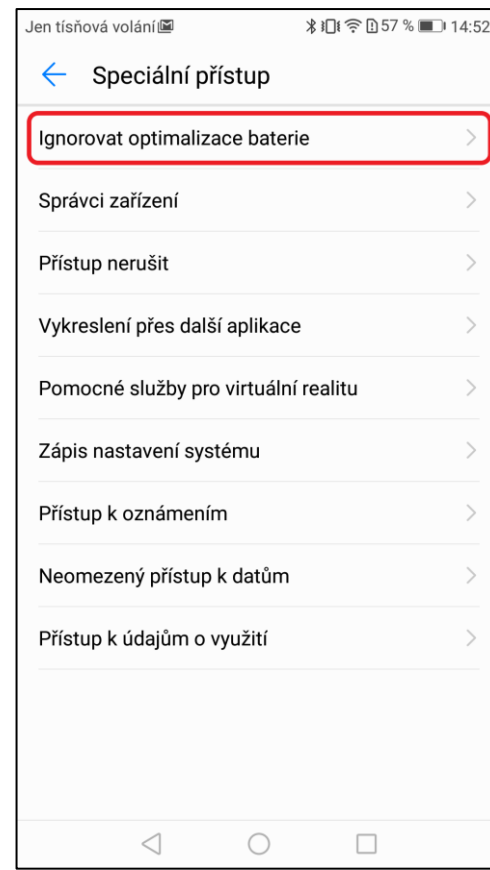 Jen tísňová volání 57 % 14:52
Speciální přístup
Ignorovat optimalizace baterie
Správci zařízení
Přístup nerušit
Vykreslení přes další aplikace
Pomocné služby pro virtuální realitu
Zápis nastavení systému
Přístup k oznámením
Neomezený přístup k datům
Přístup k údajům o využití